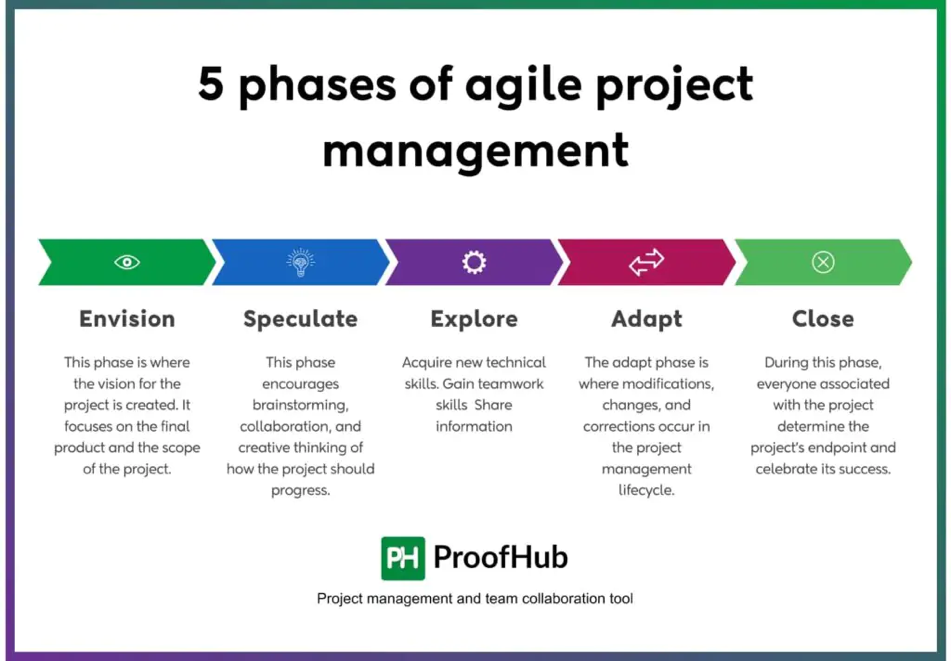 5 phases of agile project
management
Envision
This phase is where
the vision for the
project is created. It
focuses on the final
product and the scope
of the project.
Speculate
This phase
encourages
brainstorming,
collaboration, and
creative thinking of
how the project should
progress.
Explore
Acquire new technical
skills. Gain teamwork
skills Share
information
Adapt
The adapt phase is
where modifications,
changes, and
corrections occur in
the project
management
lifecycle.
Close
During this phase,
everyone associated
with the project
determine the
project's endpoint and
celebrate its success.
PH ProofHub
Project management and team collaboration tool